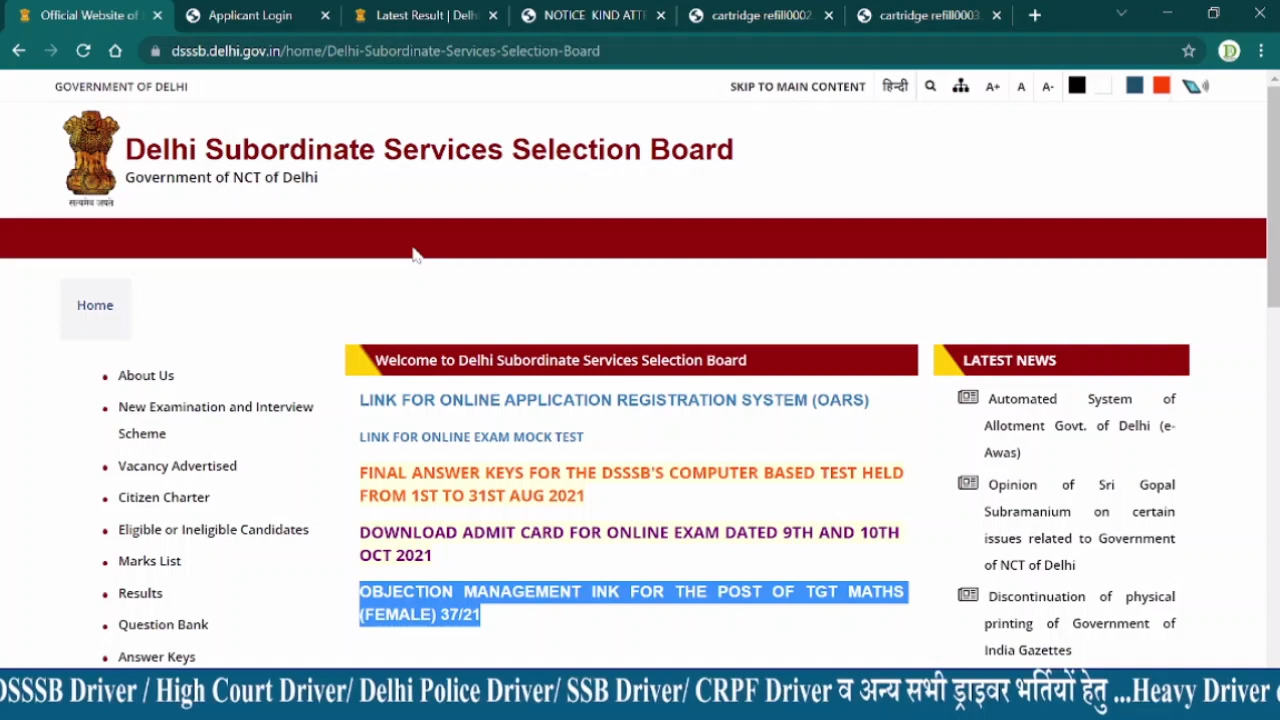 Official Website of
Applicant Login
Latest Result | Delh
NOTICE KIND ATTE
cartridge refill0002
cartridge refill0003
dsssb.delhi.gov.in/home/Delhi-Subordinate-Services-Selection-Board
GOVERNMENT OF DELHI
SKIP TO MAIN CONTENT
हिन्दी
A+
A
A-
Delhi Subordinate Services Selection Board
Government of NCT of Delhi
सत्यमेव जयते
Home
About Us
New Examination and Interview
Scheme
Vacancy Advertised
Citizen Charter
Eligible or Ineligible Candidates
Marks List
Results
Question Bank
Answer Keys
Welcome to Delhi Subordinate Services Selection Board
LINK FOR ONLINE APPLICATION REGISTRATION SYSTEM (OARS)
LINK FOR ONLINE EXAM MOCK TEST
FINAL ANSWER KEYS FOR THE DSSSB'S COMPUTER BASED TEST HELD
FROM 1ST TO 31ST AUG 2021
DOWNLOAD ADMIT CARD FOR ONLINE EXAM DATED 9TH AND 10TH
OCT 2021
OBJECTION MANAGEMENT INK FOR THE POST OF TGT MATHS
(FEMALE) 37/21
LATEST NEWS
Automated System of
Allotment Govt. of Delhi (e-
Awas)
Opinion of Sri Gopal
Subramanium on certain
issues related to Government
of NCT of Delhi
Discontinuation of physical
printing of Government of
India Gazettes
DSSSB Driver / High Court Driver/ Delhi Police Driver/ SSB Driver/ CRPF Driver व अन्य सभी ड्राइवर भर्तियों हेतु ...Heavy Driver